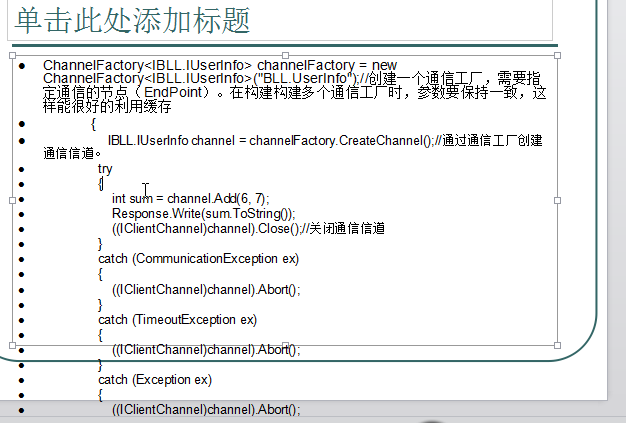 单击此处添加标题
ChannelFactory<IBLL.IUserInfo> channelFactory = new
ChannelFactory<IBLL.IUserInfo>("BLL.UserInfo");//创建一个通信工厂，需要指
定通信的节点（EndPoint）。在构建构建多个通信工厂时，参数要保持一致，这
样能很好的利用缓存
{
IBLL.IUserInfo channel = channelFactory.CreateChannel();//通过通信工厂创建
通信信道。
try
{
int sum = channel.Add(6, 7);
Response.Write(sum.ToString());
((IClientChannel)channel).Close();//关闭通信信道
}
catch (CommunicationException ex)
{
((IClientChannel)channel).Abort();
}
catch (TimeoutException ex)
{
((IClientChannel)channel).Abort();
}
catch (Exception ex)
{
((IClientChannel)channel).Abort();